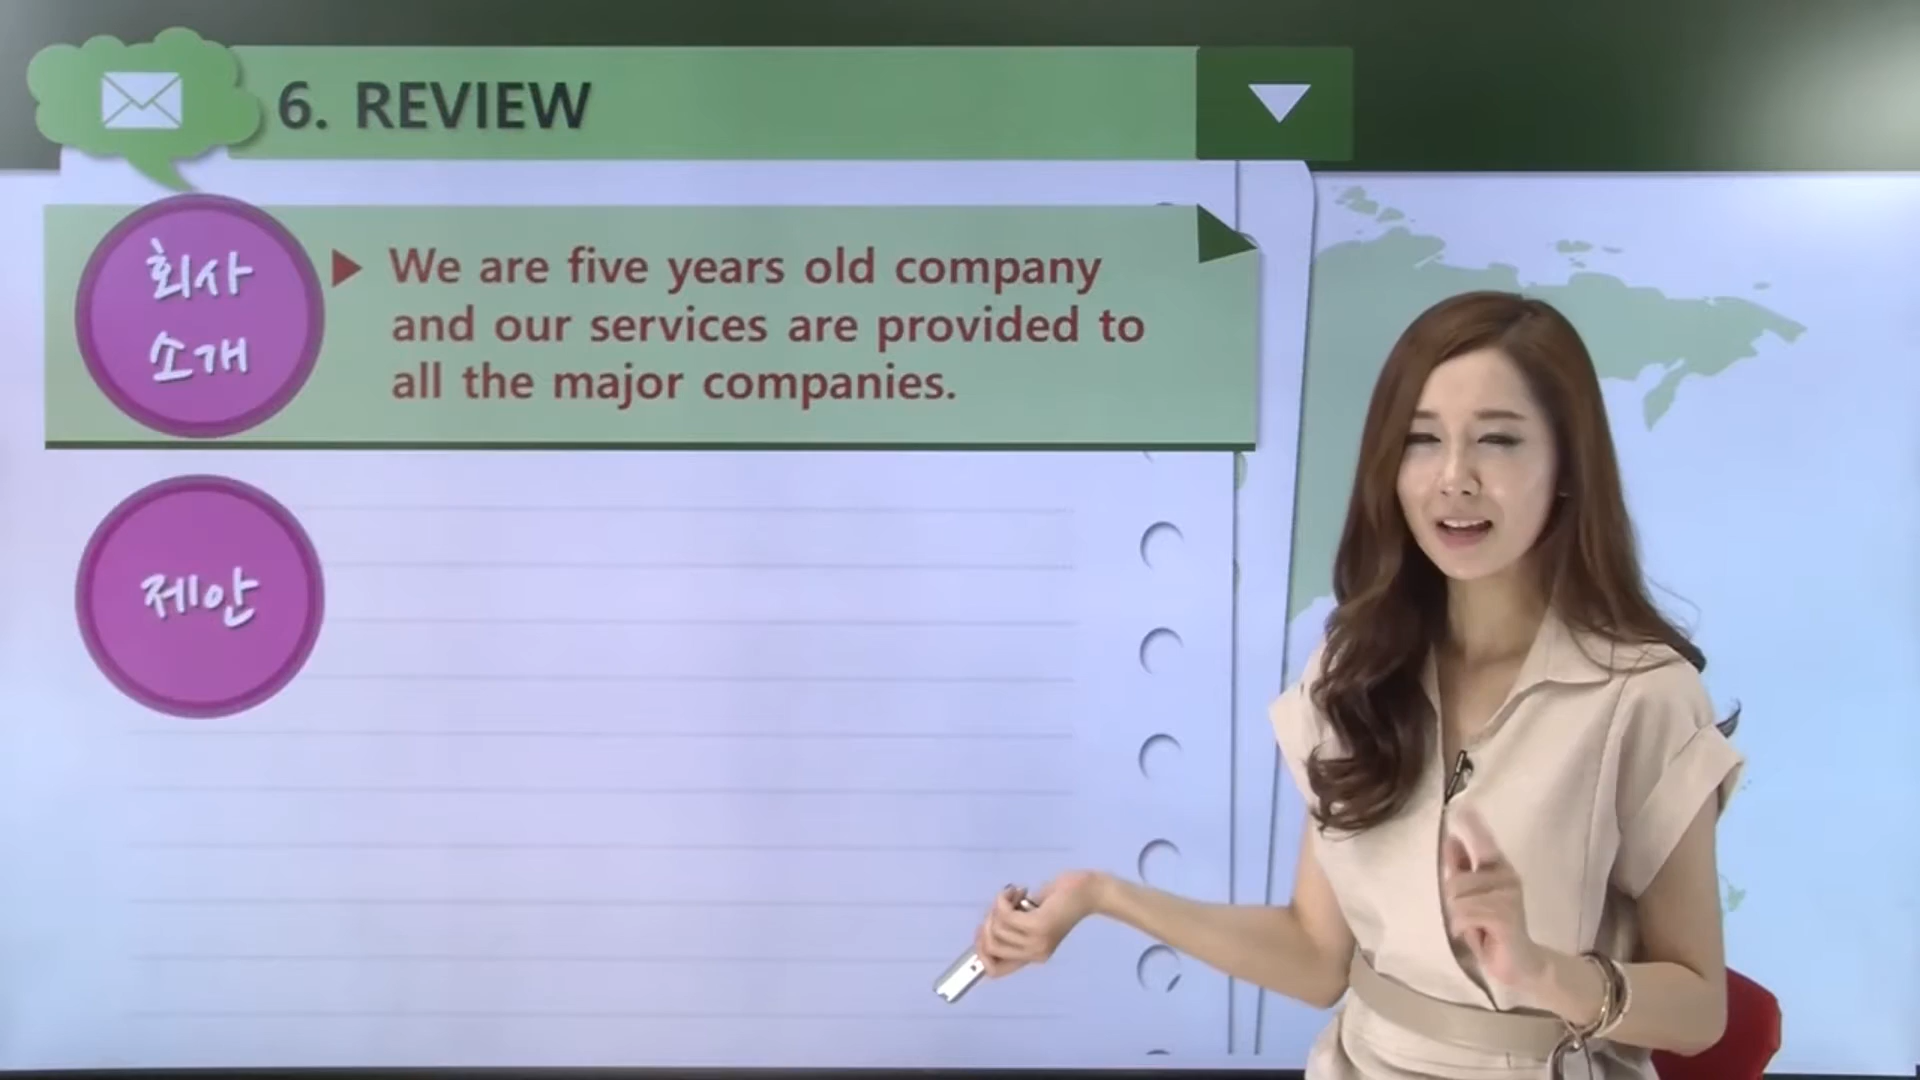 6. REVIEW
회사
소개
We are five years old company
and our services are provided to
all the major companies.
제안